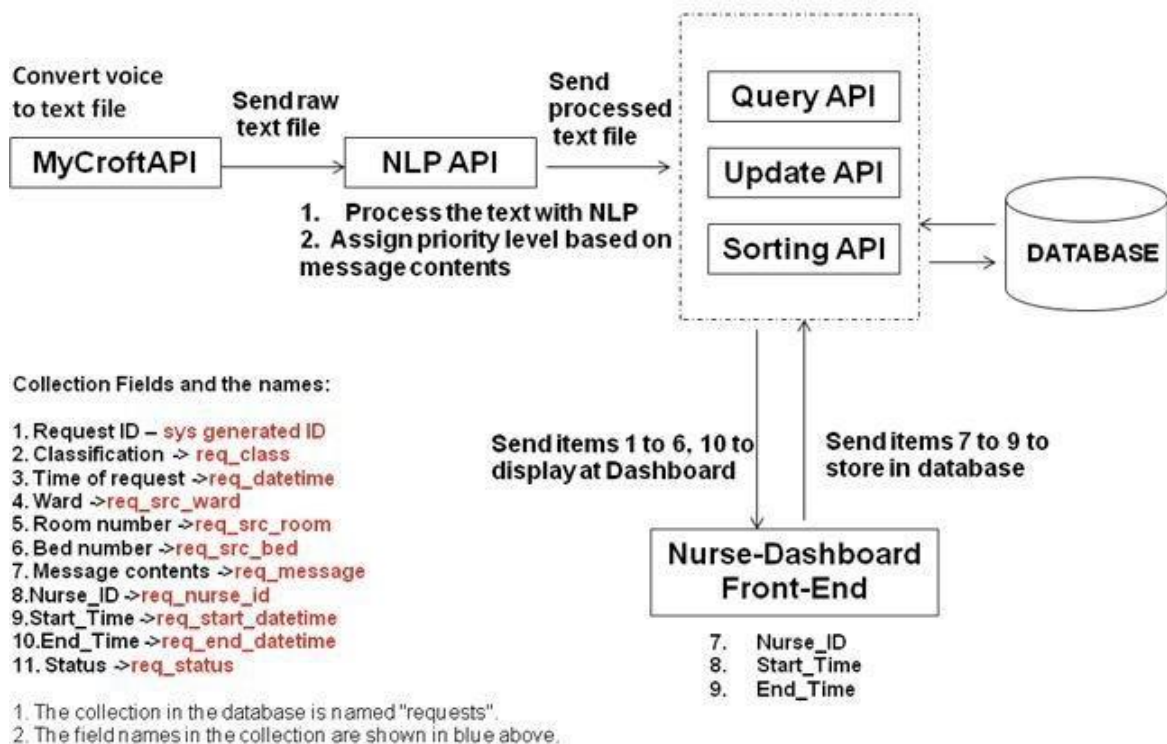 Convert voice
to text file
MyCroftAPI
Send raw
text file
NLP API
1. Process the text with NLP
2. Assign priority level based on
message contents
Send
processed
text file
Query API
Update API
Sorting API
DATABASE
Send items 1 to 6, 10 to
display at Dashboard
Send items 7 to 9 to
store in database
Nurse-Dashboard
Front-End
7. Nurse_ID
8. Start_Time
9. End_Time
Collection Fields and the names:
1. Request ID – sys generated ID
2. Classification -> req_class
3. Time of request ->req_datetime
4. Ward ->req_src_ward
5. Room number ->req_src_room
6. Bed number ->req_src_bed
7. Message contents ->req_message
8.Nurse_ID ->req_nurse_id
9.Start_Time ->req_start_datetime
10.End_Time ->req_end_datetime
11. Status ->req_status
1. The collection in the database is named "requests".
2. The field names in the collection are shown in blue above.